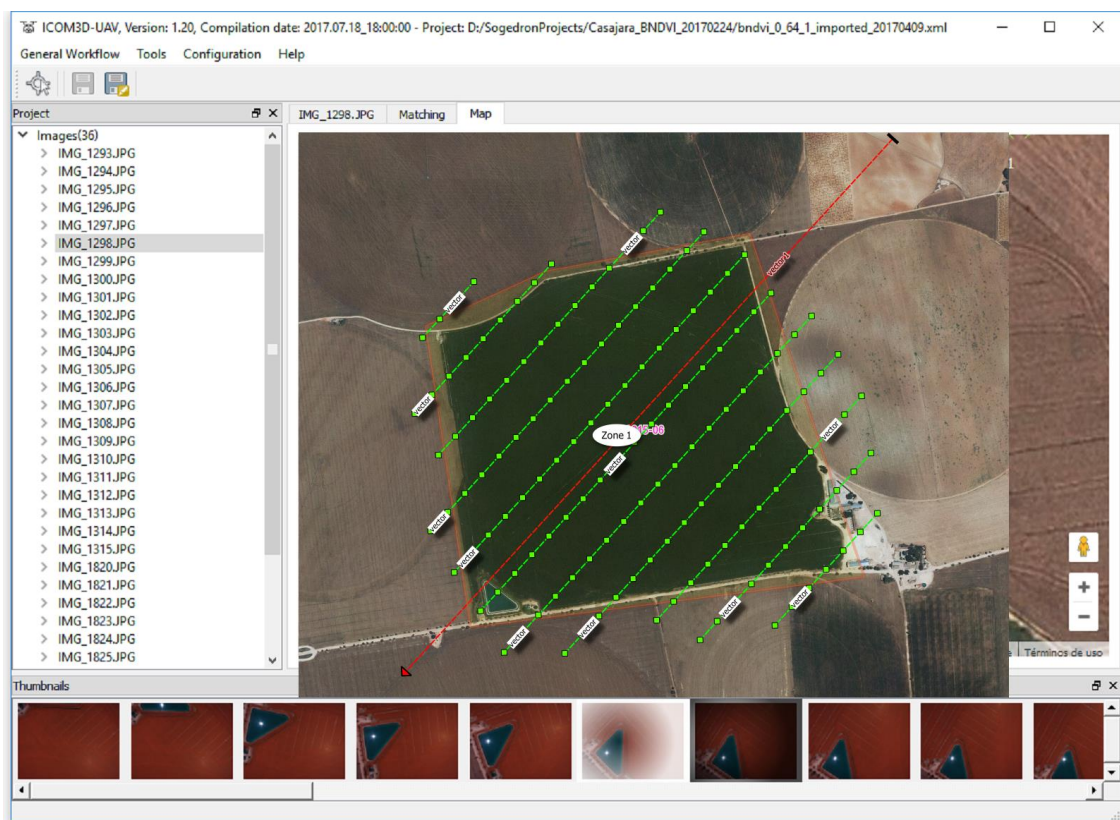 ICOM3D-UAV, Version: 1.20, Compilation date: 2017.07.18_18:00:00 - Project: D:/SogedronProjects/Casajara_BNDVI_20170224/bndvi_0_64_1_imported_20170409.xml
General Workflow Tools Configuration Help
Project
IMG_1298.JPG Matching Map
Images(36)
IMG_1293.JPG
IMG_1294.JPG
IMG_1295.JPG
IMG_1296.JPG
IMG_1297.JPG
IMG_1298.JPG
IMG_1299.JPG
IMG_1300.JPG
IMG_1301.JPG
IMG_1302.JPG
IMG_1303.JPG
IMG_1304.JPG
IMG_1305.JPG
IMG_1306.JPG
IMG_1307.JPG
IMG_1308.JPG
IMG_1309.JPG
IMG_1310.JPG
IMG_1311.JPG
IMG_1312.JPG
IMG_1313.JPG
IMG_1314.JPG
IMG_1315.JPG
IMG_1820.JPG
IMG_1821.JPG
IMG_1822.JPG
IMG_1823.JPG
IMG_1824.JPG
IMG_1825.JPG
vector
vector
vector
vector
Zone 1
vector
vector
vector
vector
vector
vector
vector
vector
Términos de uso
Thumbnails